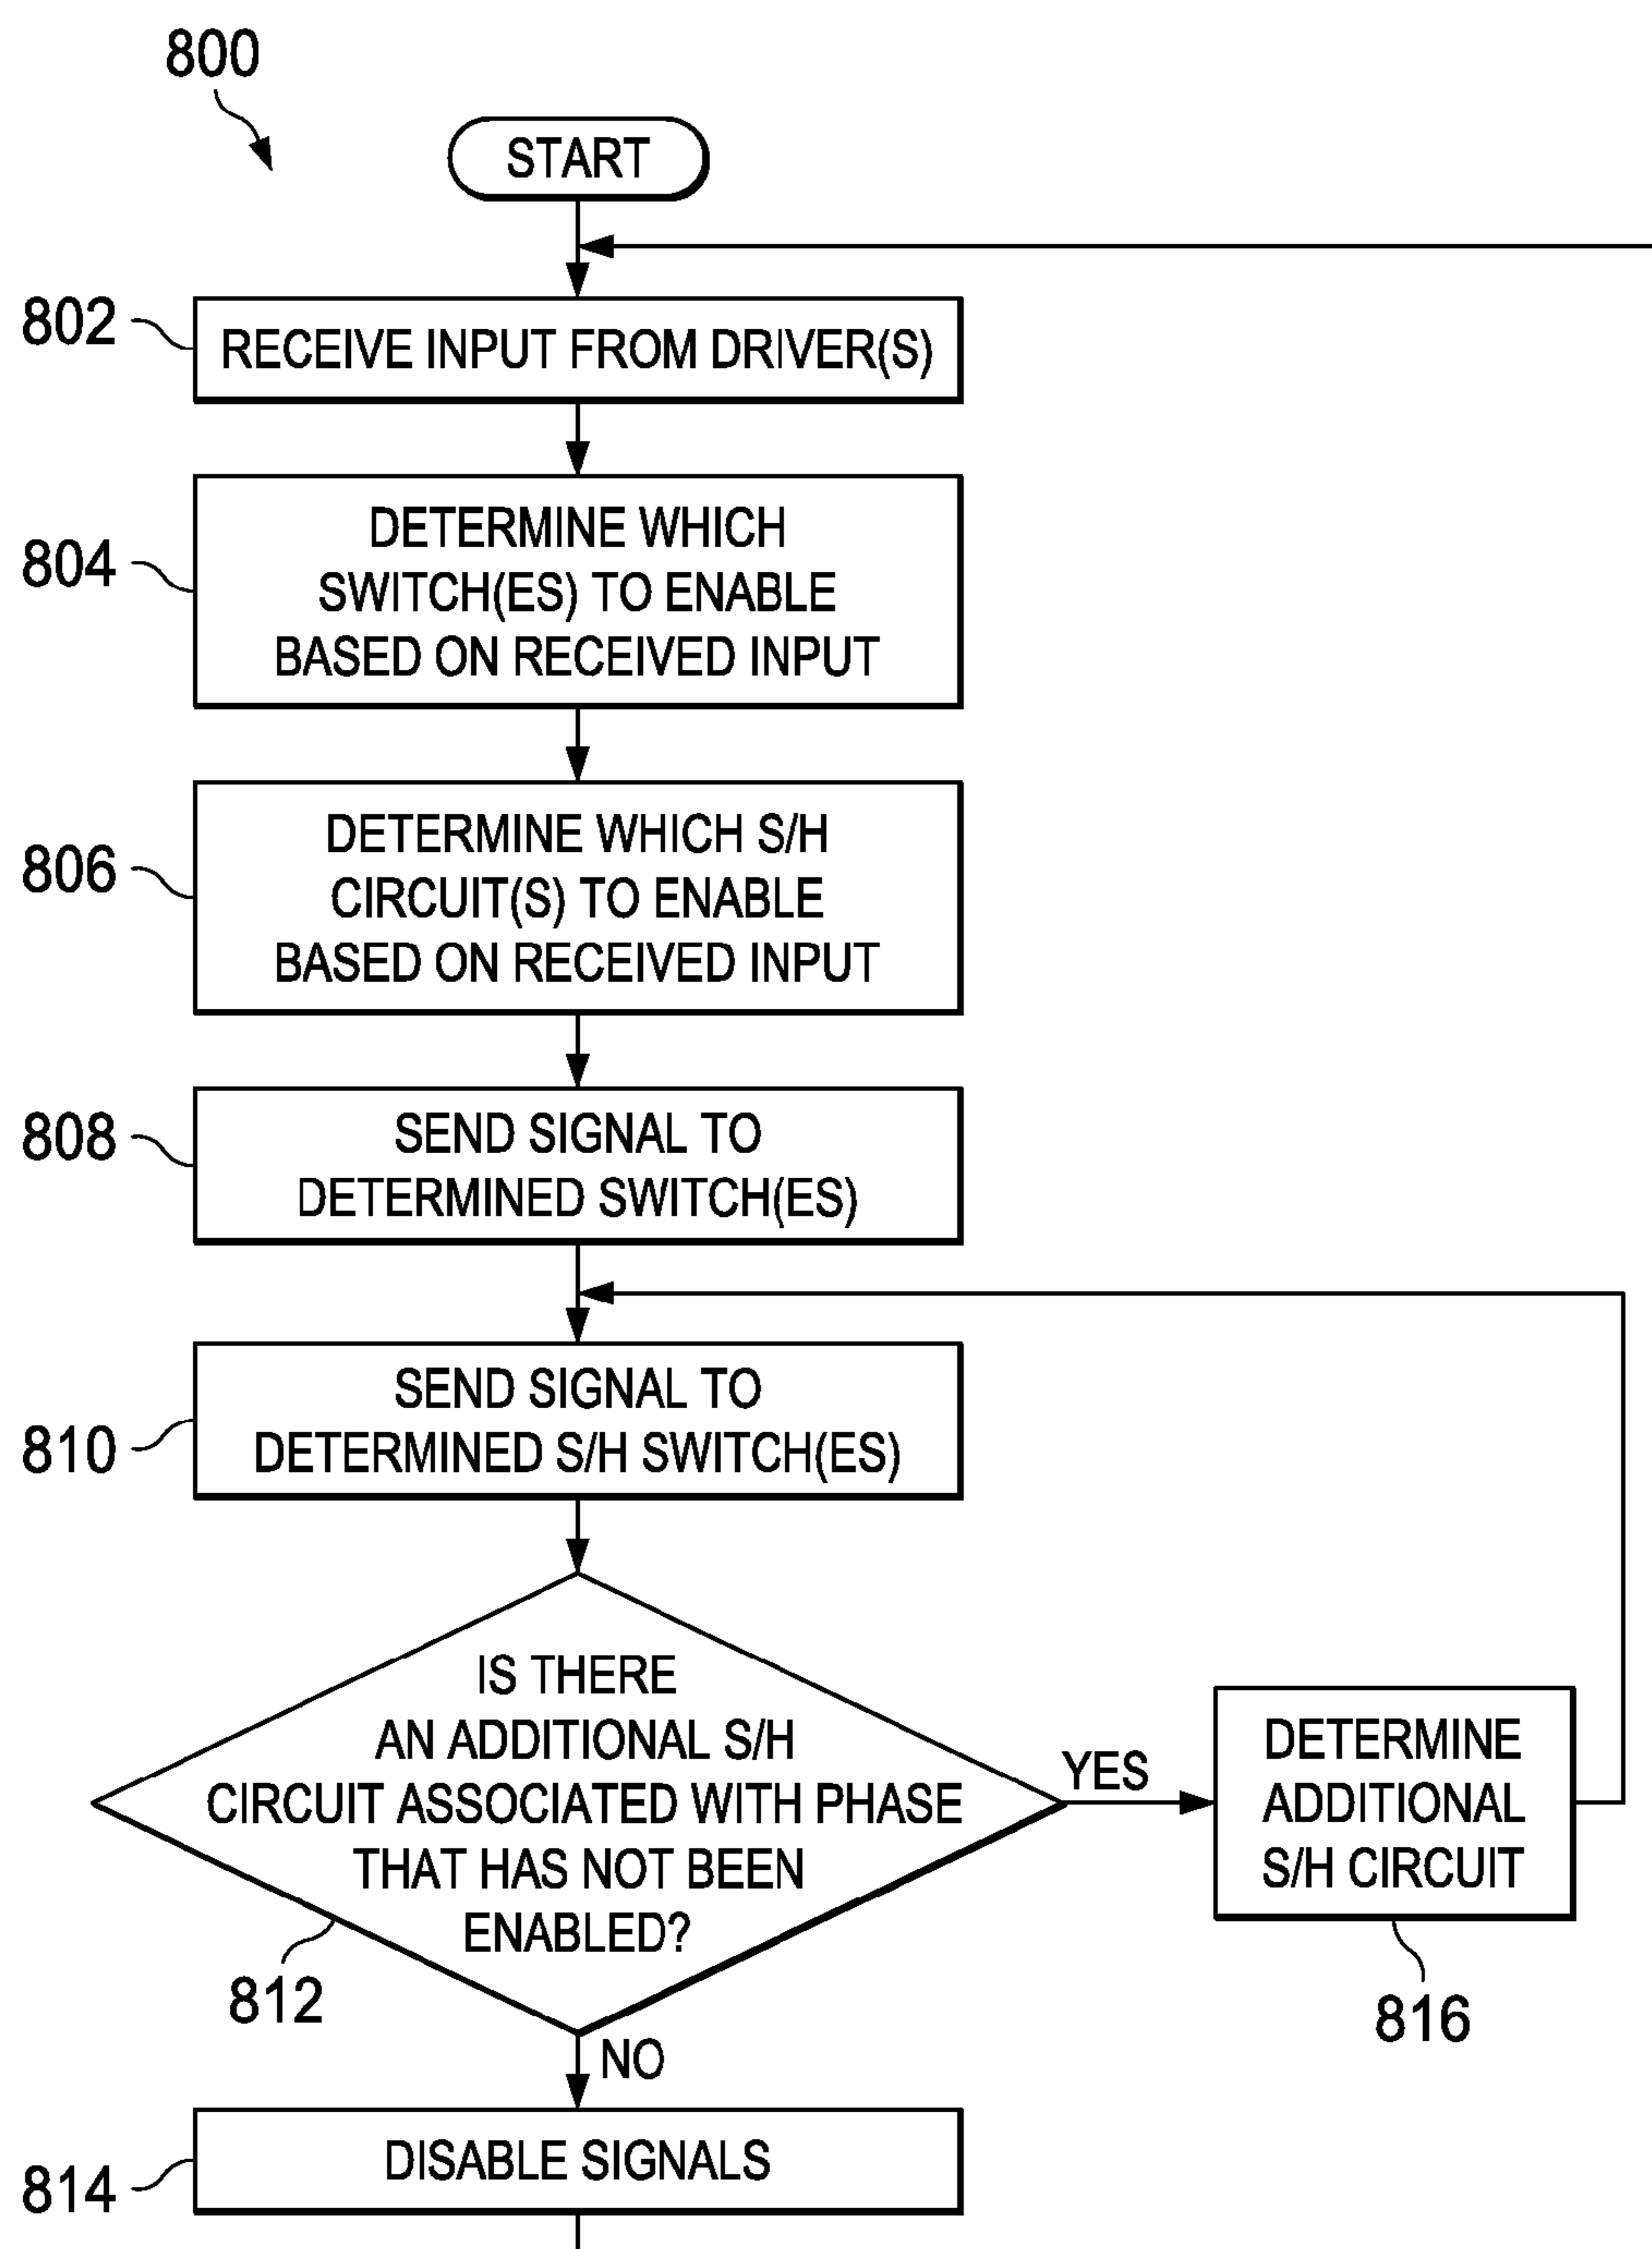 800
START
802
RECEIVE INPUT FROM DRIVER(S)
804
DETERMINE WHICH
SWITCH(ES) TO ENABLE
BASED ON RECEIVED INPUT
806
DETERMINE WHICH S/H
CIRCUIT(S) TO ENABLE
BASED ON RECEIVED INPUT
808
SEND SIGNAL TO
DETERMINED SWITCH(ES)
810
SEND SIGNAL TO
DETERMINED S/H SWITCH(ES)
IS THERE
AN ADDITIONAL S/H
CIRCUIT ASSOCIATED WITH PHASE
THAT HAS NOT BEEN
ENABLED?
812
YES
DETERMINE
ADDITIONAL
S/H CIRCUIT
816
NO
814
DISABLE SIGNALS